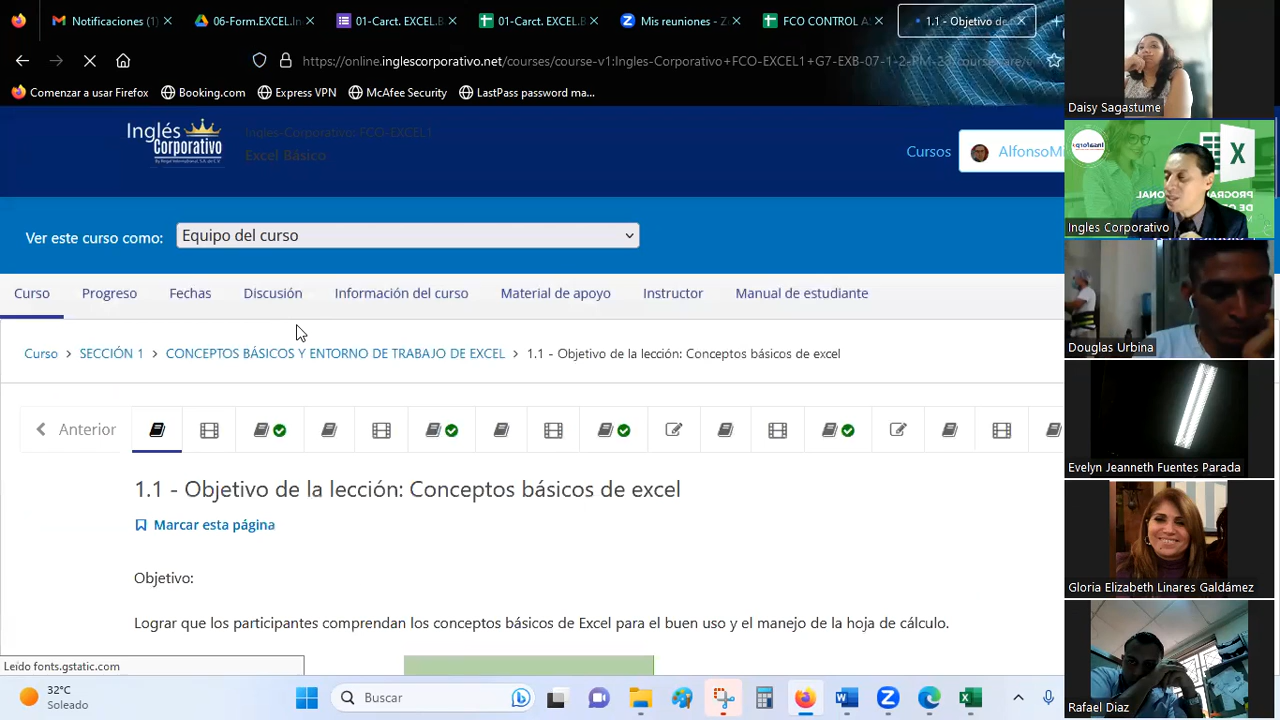 Notificaciones (1)
06-Form.EXCEL.In
01-Carct. EXCEL.B
01-Carct. EXCEL.B
Mis reuniones - Z
FCO CONTROL A
1.1 - Objetivo de
https://online.inglescorporativo.net/courses/course-v1:Ingles-Corporativo+FCO-EXCEL1+G7-EXB-07-1-2-PM-23/courseware/
Comenzar a usar Firefox
Booking.com
Express VPN
McAfee Security
LastPass password ma...
Inglés
Corporativo
Ingles-Corporativo: FCO-EXCEL1
Excel Básico
Cursos
AlfonsoM
Ver este curso como:
Equipo del curso
Curso
Progreso
Fechas
Discusión
Información del curso
Material de apoyo
Instructor
Manual de estudiante
Curso > SECCIÓN 1 > CONCEPTOS BÁSICOS Y ENTORNO DE TRABAJO DE EXCEL > 1.1 - Objetivo de la lección: Conceptos básicos de excel
Anterior
1.1 - Objetivo de la lección: Conceptos básicos de excel
Marcar esta página
Objetivo:
Lograr que los participantes comprendan los conceptos básicos de Excel para el buen uso y el manejo de la hoja de cálculo.
Leído fonts.gstatic.com
32°C
Soleado
Buscar
Daisy Sagastume
Ingles Corporativo
Douglas Urbina
Evelyn Jeanneth Fuentes Parada
Gloria Elizabeth Linares Galdámez
Rafael Diaz